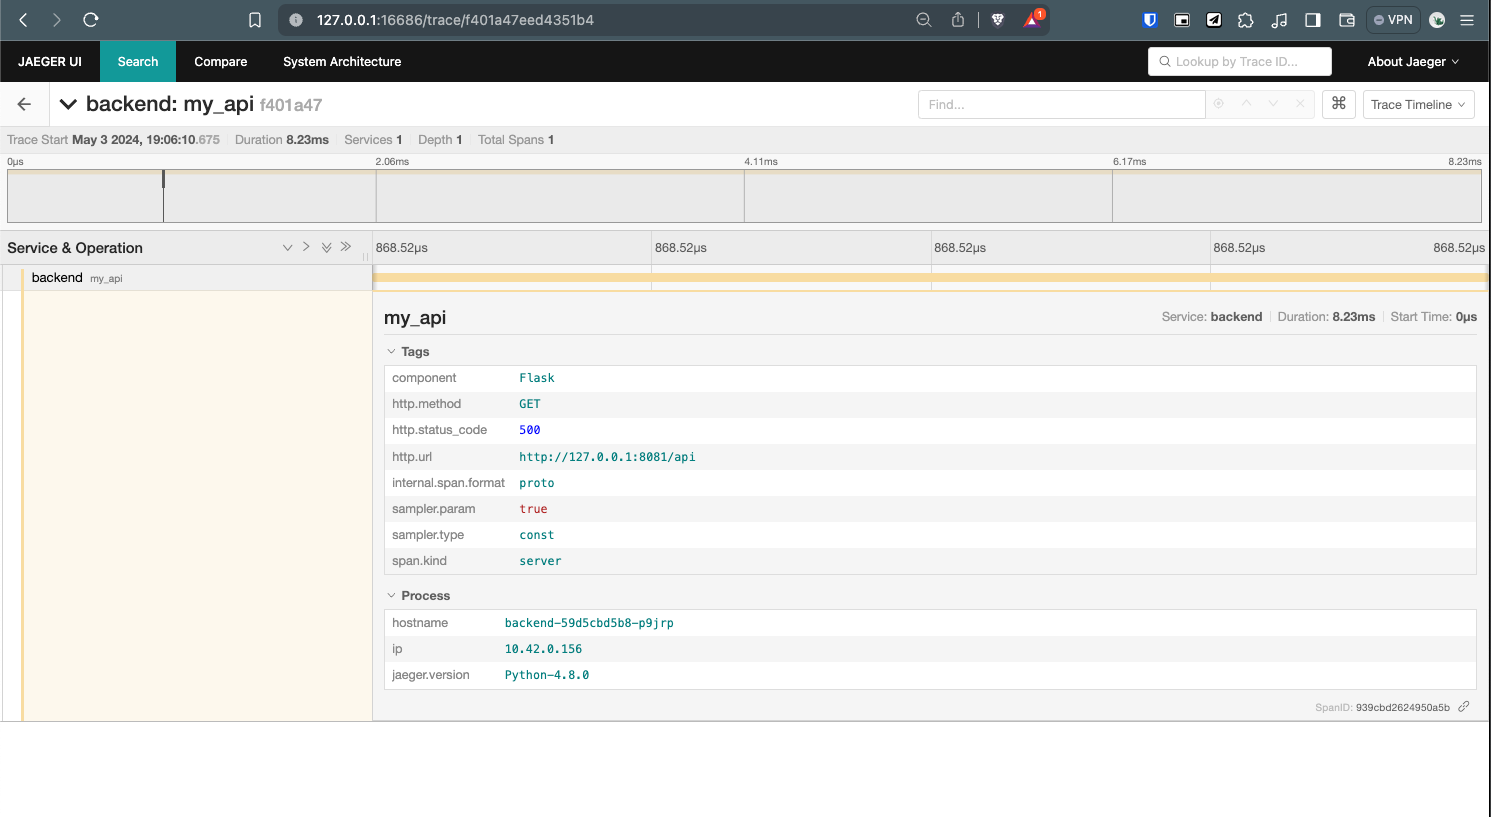 127.0.0.1:16686/trace/f401a47eed4351b4
1
VPN
JAEGER UI
Search
Compare
System Architecture
Lookup by Trace ID...
About Jaeger
backend: my_api f401a47
Find...
⌘
Trace Timeline
Trace Start May 3 2024, 19:06:10.675 Duration 8.23ms Services 1 Depth 1 Total Spans 1
0μs 2.06ms 4.11ms 6.17ms 8.23ms
Service & Operation
868.52μs 868.52μs 868.52μs 868.52μs 868.52μs
backend my_api
my_api
Service: backend Duration: 8.23ms Start Time: 0μs
Tags
component Flask
http.method GET
http.status_code 500
http.url http://127.0.0.1:8081/api
internal.span.format proto
sampler.param true
sampler.type const
span.kind server
Process
hostname backend-59d5cbd5b8-p9jrp
ip 10.42.0.156
jaeger.version Python-4.8.0
SpanID: 939cbd2624950a5b